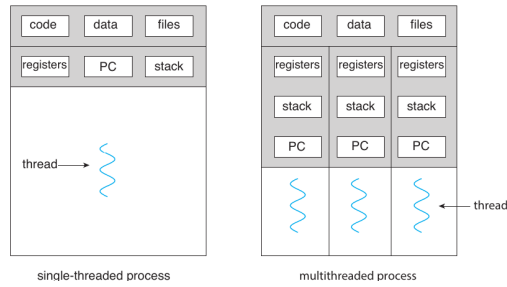 code data files
registers PC stack
thread
single-threaded process
code data files
registers registers registers
stack stack stack
PC PC PC
thread
multithreaded process